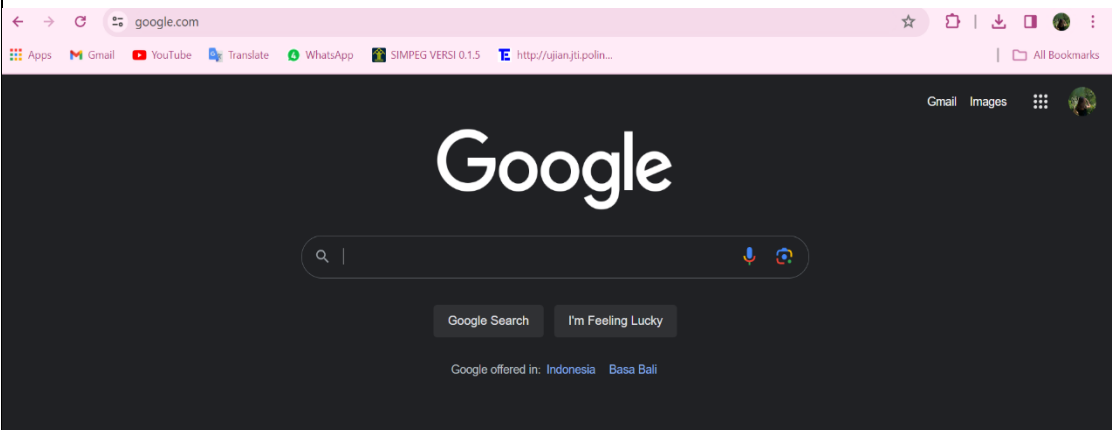 google.com
Apps Gmail YouTube Translate WhatsApp SIMPEG VERSI 0.1.5 http://ujian.jti.polin... All Bookmarks
Gmail Images
Google
Google Search I'm Feeling Lucky
Google offered in: Indonesia Basa Bali